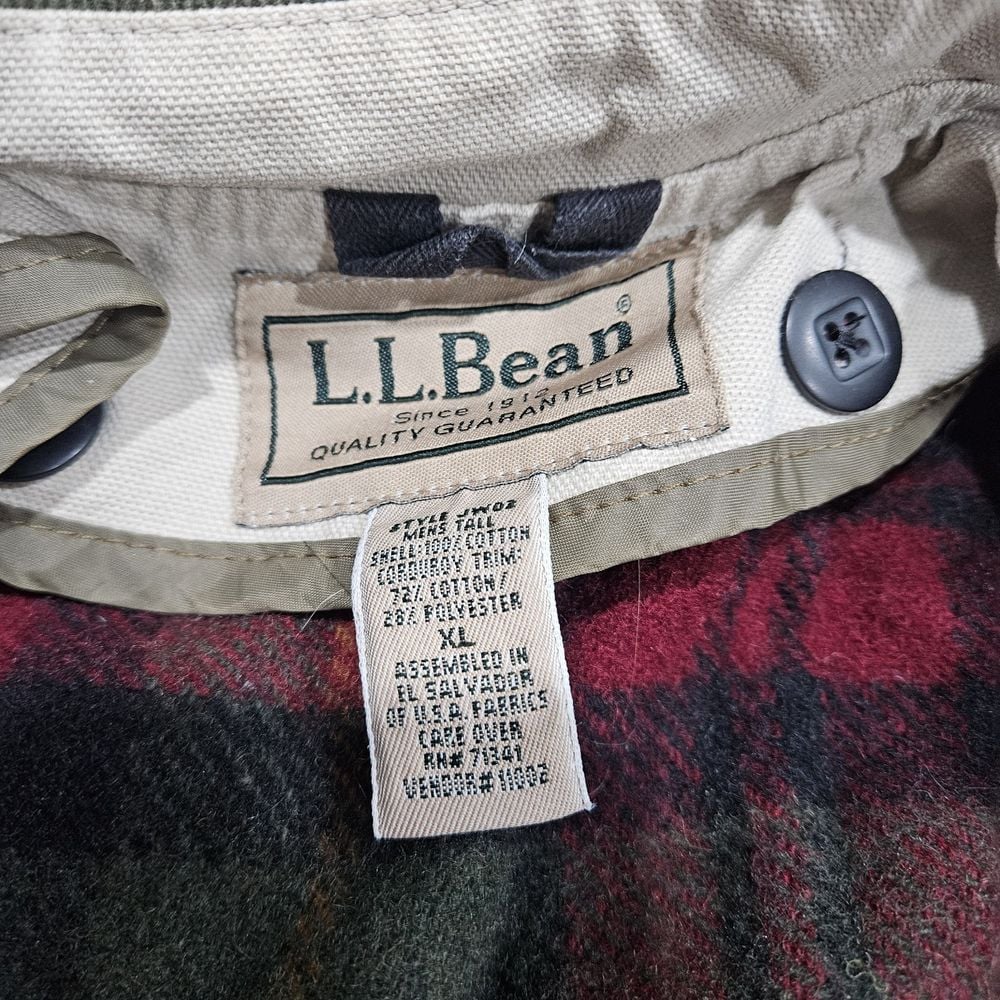 L.L.Bean®
Since 1912
QUALITY GUARANTEED
STYLE JW02
MENS TALL
SHELL:100% COTTON
CORDUROY TRIM:
72% COTTON/
28% POLYESTER
XL
ASSEMBLED IN
EL SALVADOR
OF U.S.A. FABRICS
CARE OVER
RN# 71341
VENDOR# 11002